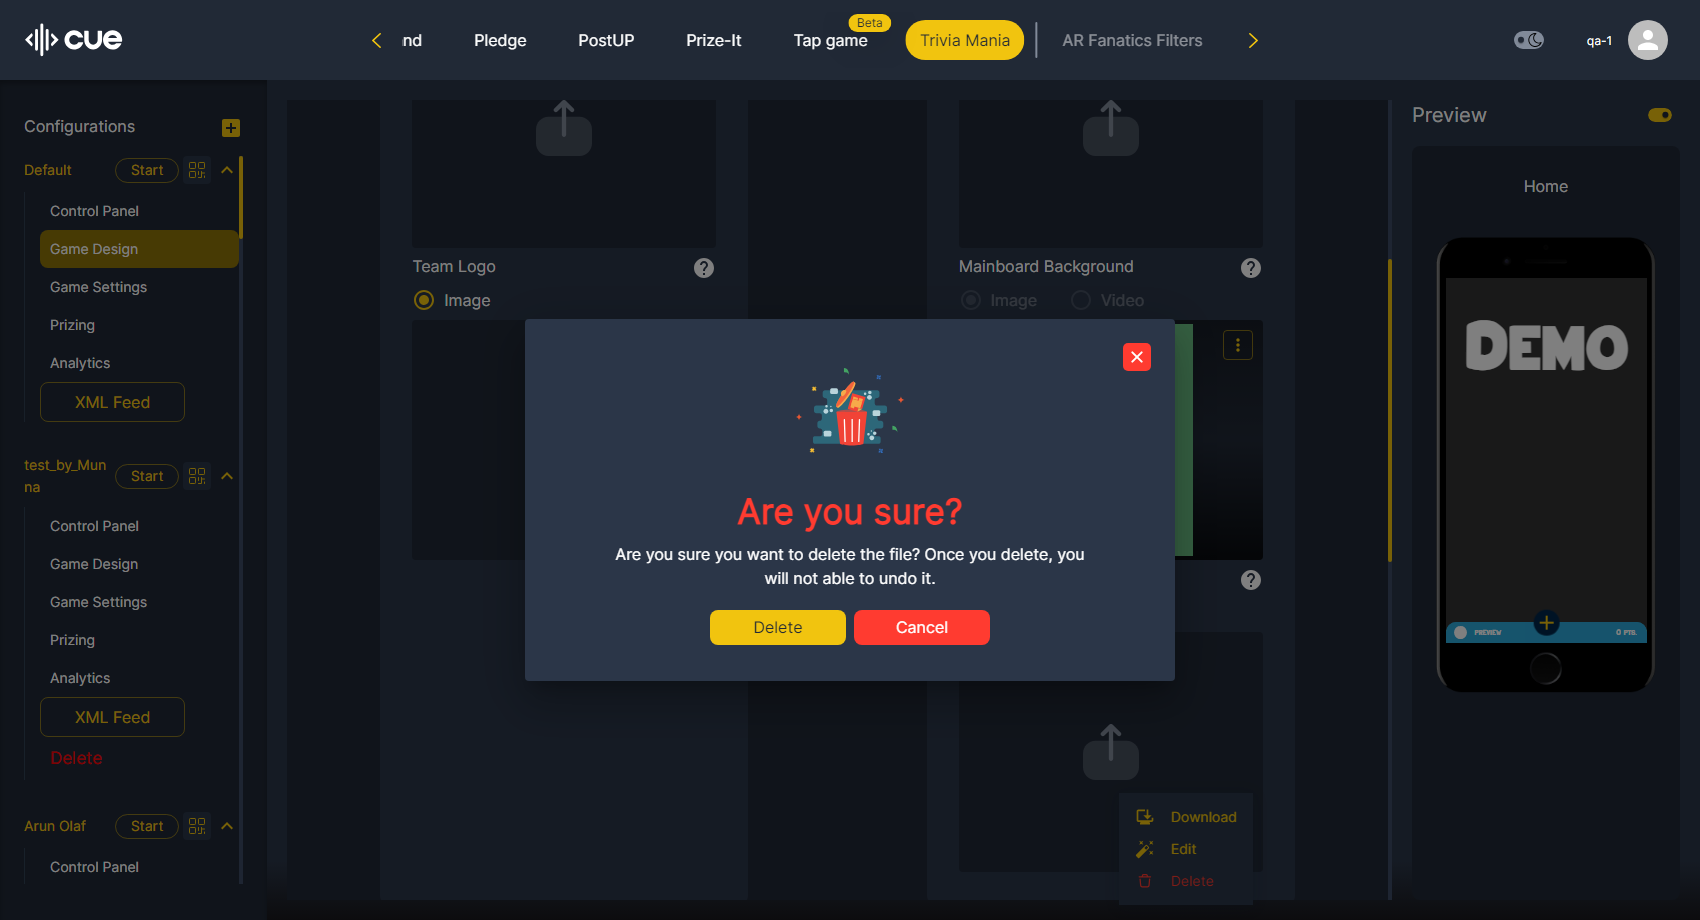 cue
nd
Pledge
PostUP
Prize-It
Beta
Tap game
Trivia Mania
AR Fanatics Filters
qa-1
Configurations
Default
Start
Control Panel
Game Design
Game Settings
Prizing
Analytics
XML Feed
test_by_Mun
na
Start
Control Panel
Game Design
Game Settings
Prizing
Analytics
XML Feed
Delete
Arun Olaf
Start
Control Panel
Team Logo
Image
Mainboard Background
Image
Video
Are you sure?
Are you sure you want to delete the file? Once you delete, you
will not able to undo it.
Delete
Cancel
Download
Edit
Delete
Preview
Home
DEMO
PREVIEW
0 PTS.